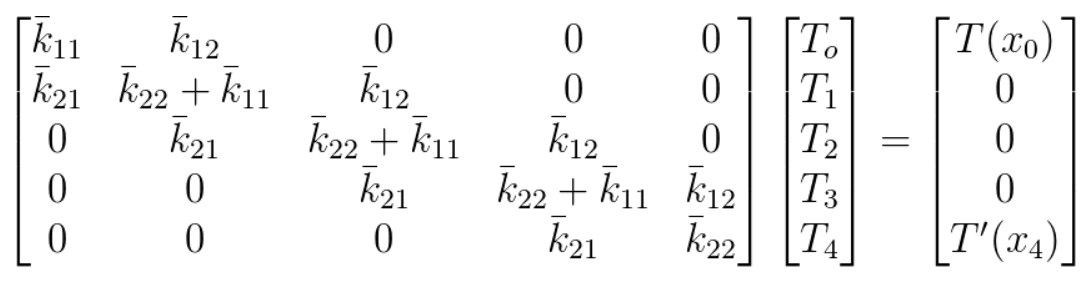 k̄₁₁ k̄₁₂ 0 0 0 Tₒ T(x₀)
k̄₂₁ k̄₂₂ + k̄₁₁ k̄₁₂ 0 0 T₁ 0
0 k̄₂₁ k̄₂₂ + k̄₁₁ k̄₁₂ 0 T₂ = 0
0 0 k̄₂₁ k̄₂₂ + k̄₁₁ k̄₁₂ T₃ 0
0 0 0 k̄₂₁ k̄₂₂ T₄ T′(x₄)